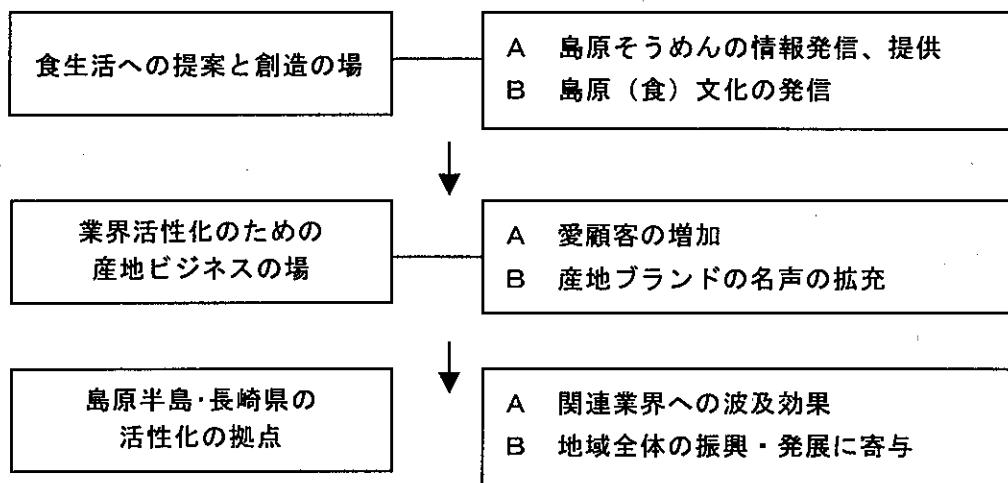 食生活への提案と創造の場
A 島原そうめんの情報発信、提供
B 島原（食）文化の発信
業界活性化のための
産地ビジネスの場
A 愛顧客の増加
B 産地ブランドの名声の拡充
島原半島・長崎県の
活性化の拠点
A 関連業界への波及効果
B 地域全体の振興・発展に寄与